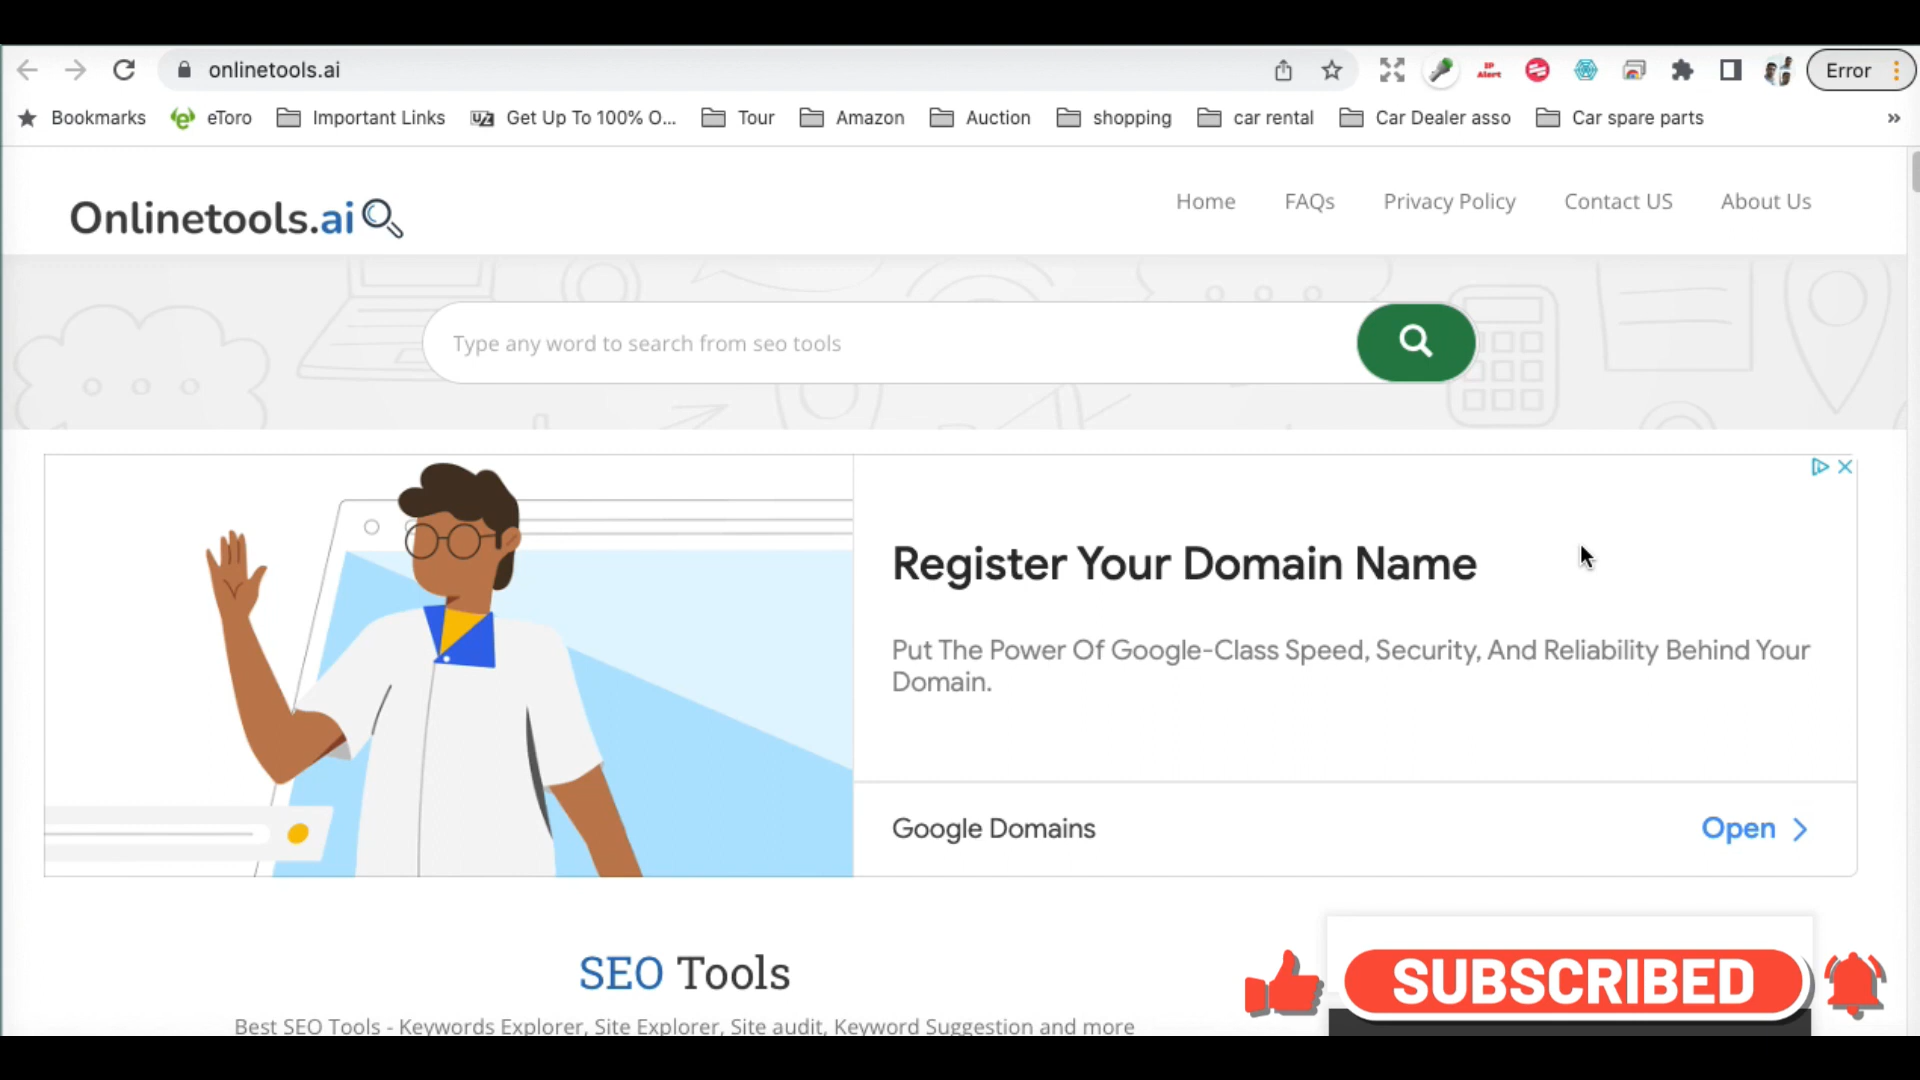 onlinetools.ai
IP Alert
Error
Bookmarks eToro Important Links Get Up To 100% O... Tour Amazon Auction shopping car rental Car Dealer asso Car spare parts »
Onlinetools.ai
Home FAQs Privacy Policy Contact US About Us
Type any word to search from seo tools
Register Your Domain Name
Put The Power Of Google-Class Speed, Security, And Reliability Behind Your
Domain.
Google Domains Open
SEO Tools
SUBSCRIBED
Best SEO Tools - Keywords Explorer, Site Explorer, Site audit, Keyword Suggestion and more